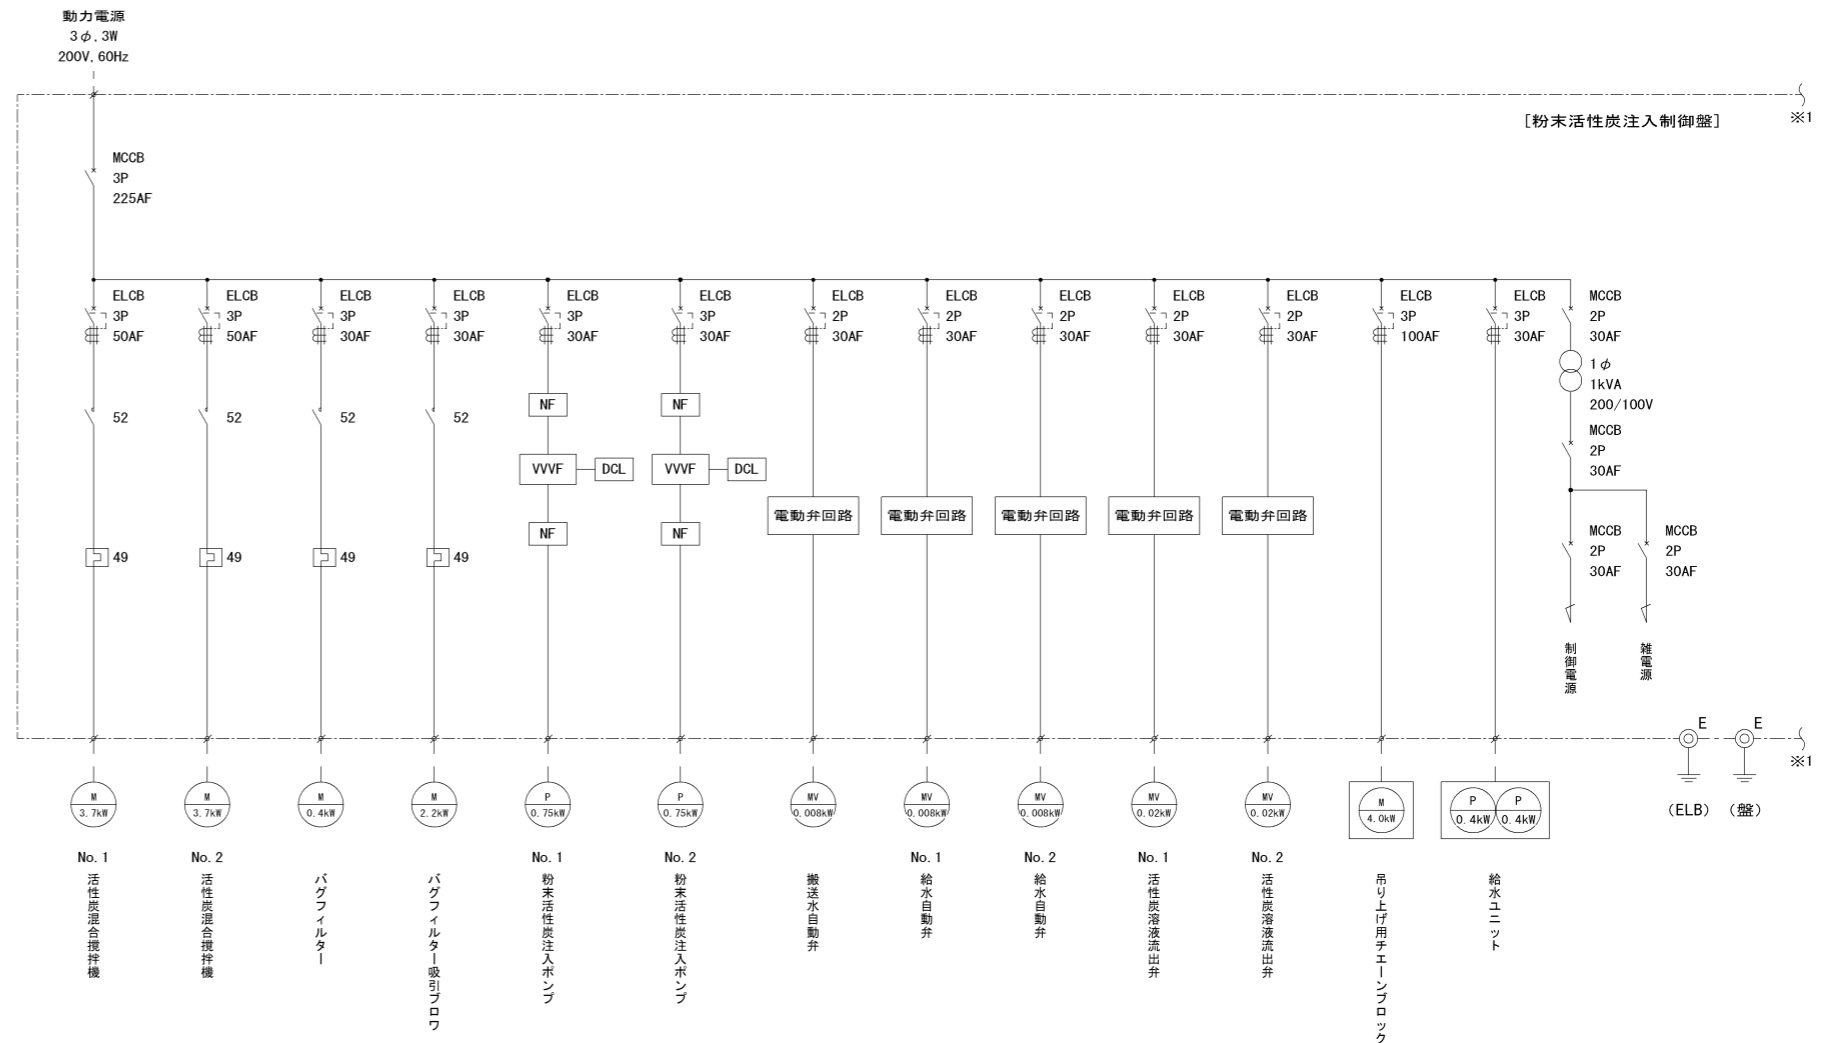 動力電源
3φ, 3W
200V, 60Hz
[粉末活性炭注入制御盤]
※1
MCCB
3P
225AF
ELCB
3P
50AF
ELCB
3P
50AF
ELCB
3P
30AF
ELCB
3P
30AF
ELCB
3P
30AF
ELCB
3P
30AF
ELCB
2P
30AF
ELCB
2P
30AF
ELCB
2P
30AF
ELCB
2P
30AF
ELCB
2P
30AF
ELCB
3P
100AF
ELCB
3P
30AF
MCCB
2P
30AF
1φ
1kVA
200/100V
MCCB
2P
30AF
52
52
52
52
NF
NF
VVVF
DCL
VVVF
DCL
NF
NF
電動弁回路
電動弁回路
電動弁回路
電動弁回路
電動弁回路
49
49
49
49
MCCB
2P
30AF
MCCB
2P
30AF
制御電源
雑電源
E
E
※1
(ELB)
(盤)
M
3.7kW
M
3.7kW
M
0.4kW
M
2.2kW
P
0.75kW
P
0.75kW
MV
0.008kW
MV
0.008kW
MV
0.008kW
MV
0.02kW
MV
0.02kW
M
4.0kW
P
0.4kW
P
0.4kW
No.1
活性炭混合撹拌機
No.2
活性炭混合撹拌機
バグフィルター
バグフィルター吸引ブロワ
No.1
粉末活性炭注入ポンプ
No.2
粉末活性炭注入ポンプ
搬送水自動弁
No.1
給水自動弁
No.2
給水自動弁
No.1
活性炭溶液流出弁
No.2
活性炭溶液流出弁
吊り上げ用チエーンブロック
給水ユニット